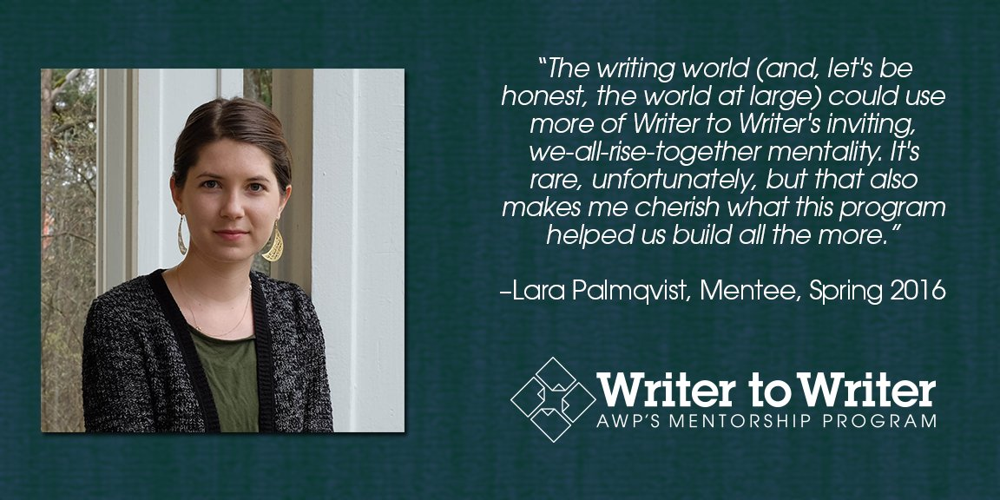 “The writing world (and, let's be
honest, the world at large) could use
more of Writer to Writer's inviting,
we-all-rise-together mentality. It's
rare, unfortunately, but that also
makes me cherish what this program
helped us build all the more.”
–Lara Palmqvist, Mentee, Spring 2016
Writer to Writer
AWP'S MENTORSHIP PROGRAM